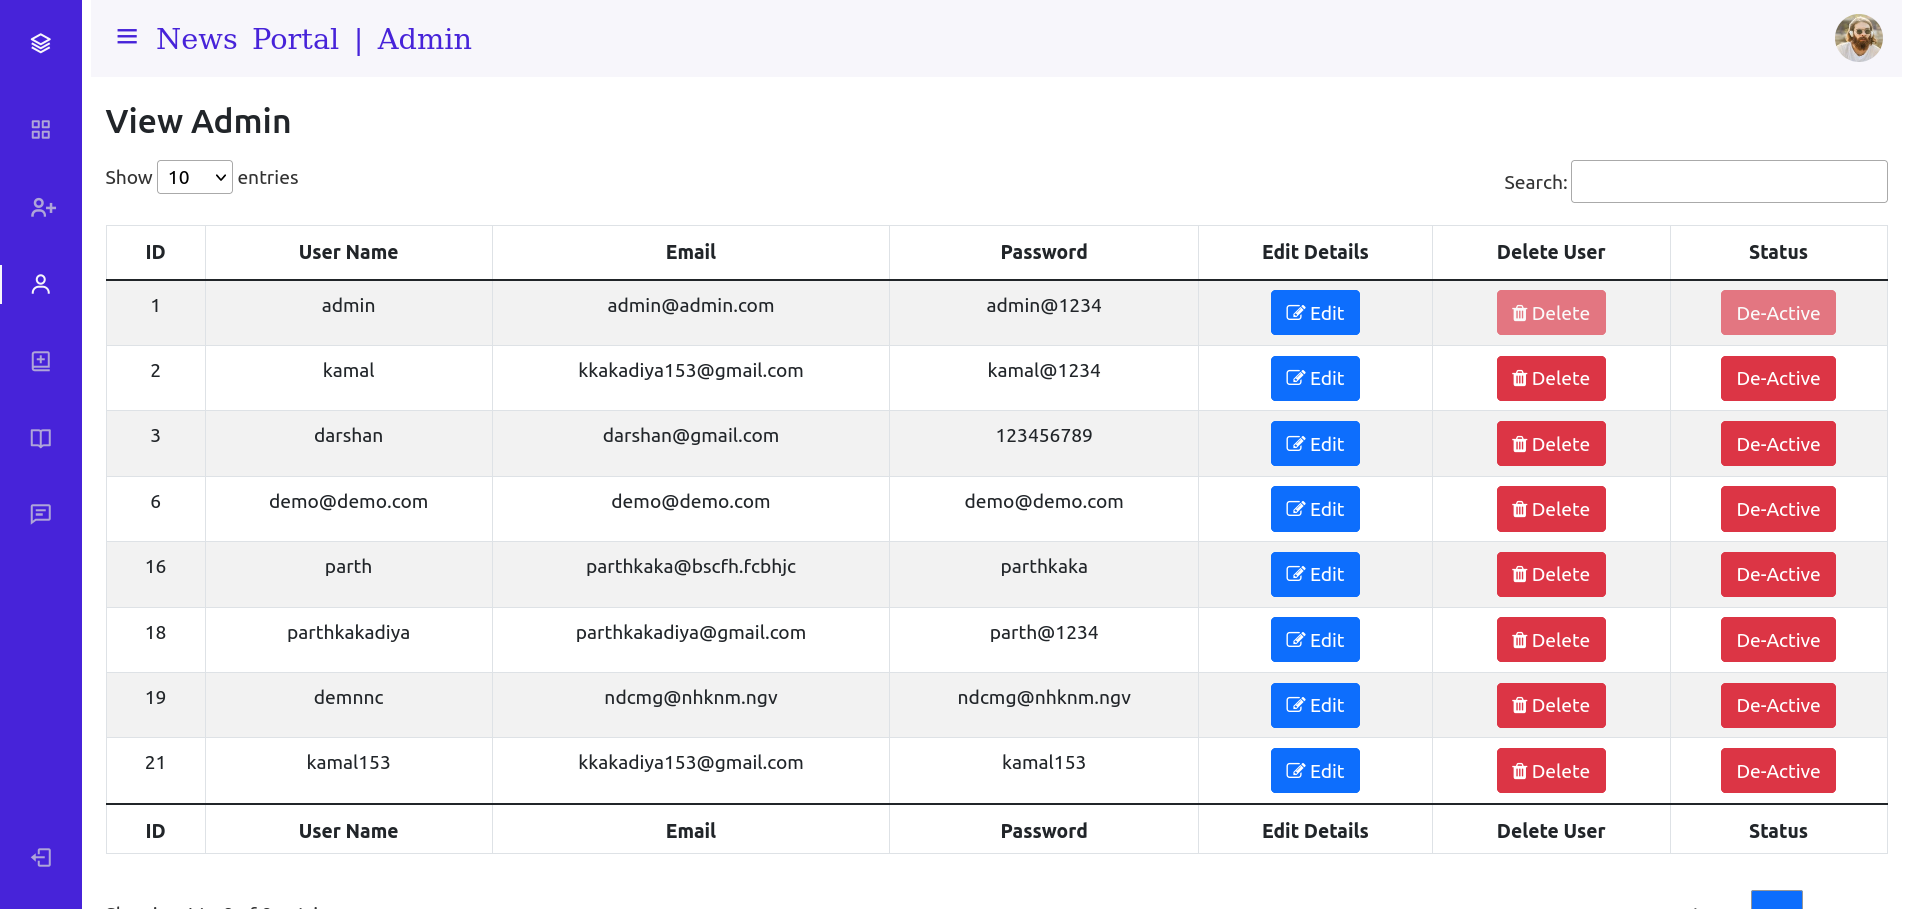 News Portal | Admin
View Admin
Show 10 entries
Search:
ID User Name Email Password Edit Details Delete User Status
1 admin admin@admin.com admin@1234 Edit Delete De-Active
2 kamal kkakadiya153@gmail.com kamal@1234 Edit Delete De-Active
3 darshan darshan@gmail.com 123456789 Edit Delete De-Active
6 demo@demo.com demo@demo.com demo@demo.com Edit Delete De-Active
16 parth parthkaka@bscfh.fcbhjc parthkaka Edit Delete De-Active
18 parthkakadiya parthkakadiya@gmail.com parth@1234 Edit Delete De-Active
19 demnnc ndcmg@nhknm.ngv ndcmg@nhknm.ngv Edit Delete De-Active
21 kamal153 kkakadiya153@gmail.com kamal153 Edit Delete De-Active
ID User Name Email Password Edit Details Delete User Status